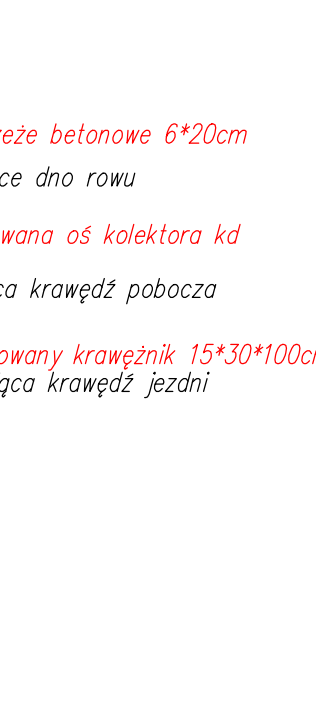 eże betonowe 6*20cm
ce dno rowu
wana oś kolektora kd
ca krawędź pobocza
owany krawężnik 15*30*100c
ąca krawędź jezdni